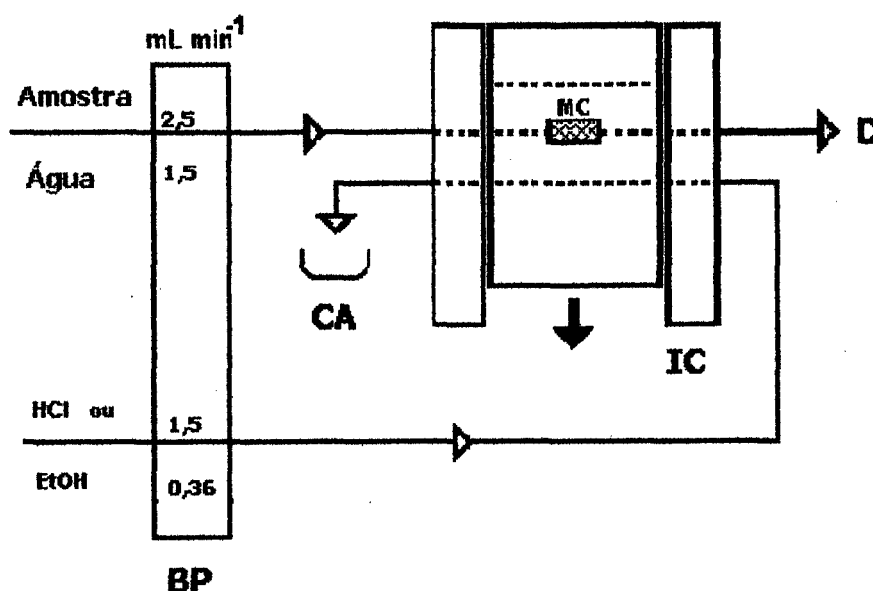 mL min-1
Amostra
2,5
Água
1,5
MC
D
CA
IC
HCl ou
1,5
EtOH
0,36
BP